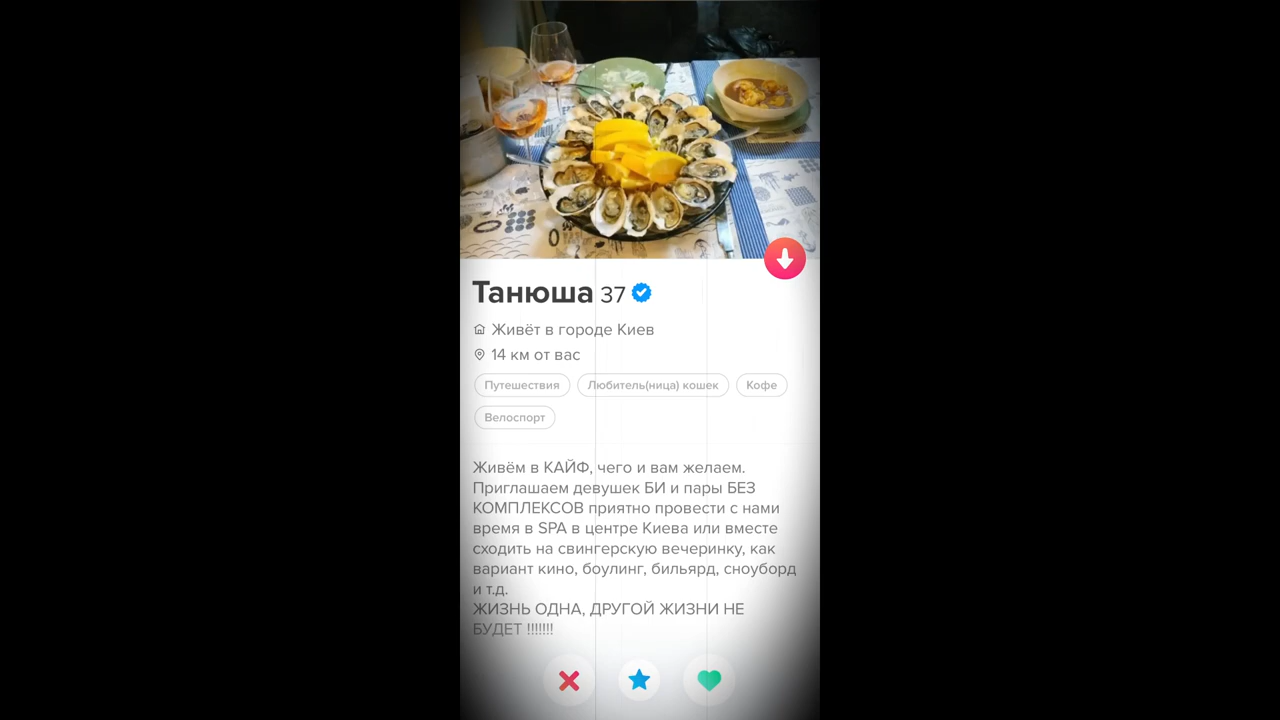 Танюша 37
Живёт в городе Киев
14 км от вас
Путешествия Любитель(ница) кошек Кофе
Велоспорт
Живём в КАЙФ, чего и вам желаем.
Приглашаем девушек БИ и пары БЕЗ
КОМПЛЕКСОВ приятно провести с нами
время в SPA в центре Киева или вместе
сходить на свингерскую вечеринку, как
вариант кино, боулинг, бильярд, сноуборд
и т.д.
ЖИЗНЬ ОДНА, ДРУГОЙ ЖИЗНИ НЕ
БУДЕТ !!!!!!!